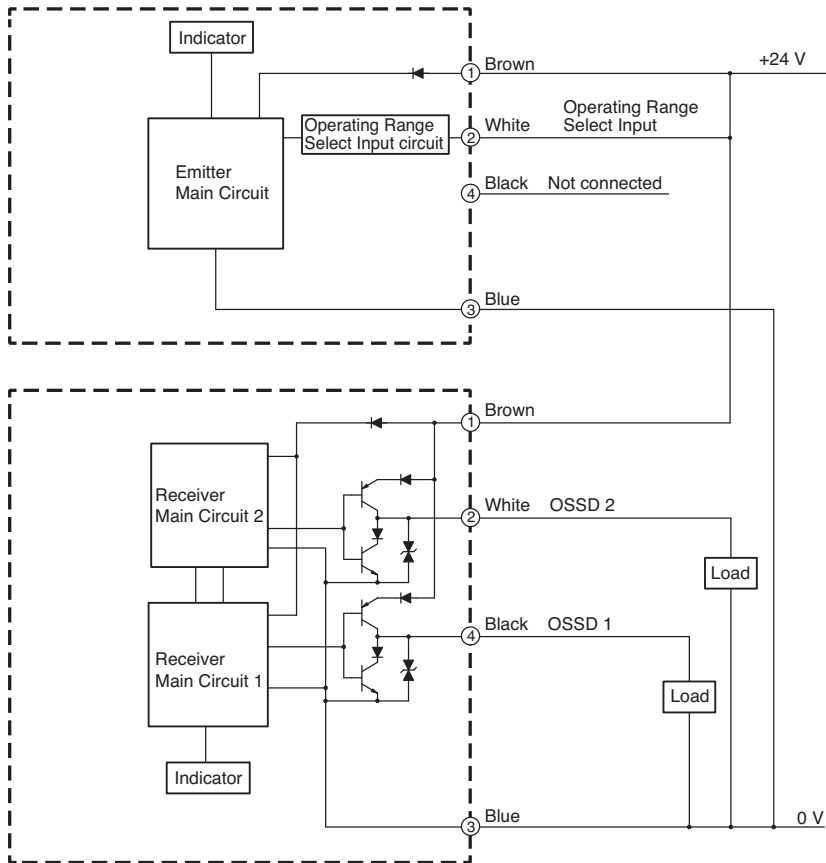 Indicator
1
Brown
+24 V
Operating Range
Select Input circuit
2
White
Operating Range
Select Input
Emitter
Main Circuit
4
Black
Not connected
3
Blue
1
Brown
Receiver
Main Circuit 2
2
White
OSSD 2
Load
Receiver
Main Circuit 1
4
Black
OSSD 1
Load
Indicator
3
Blue
0 V